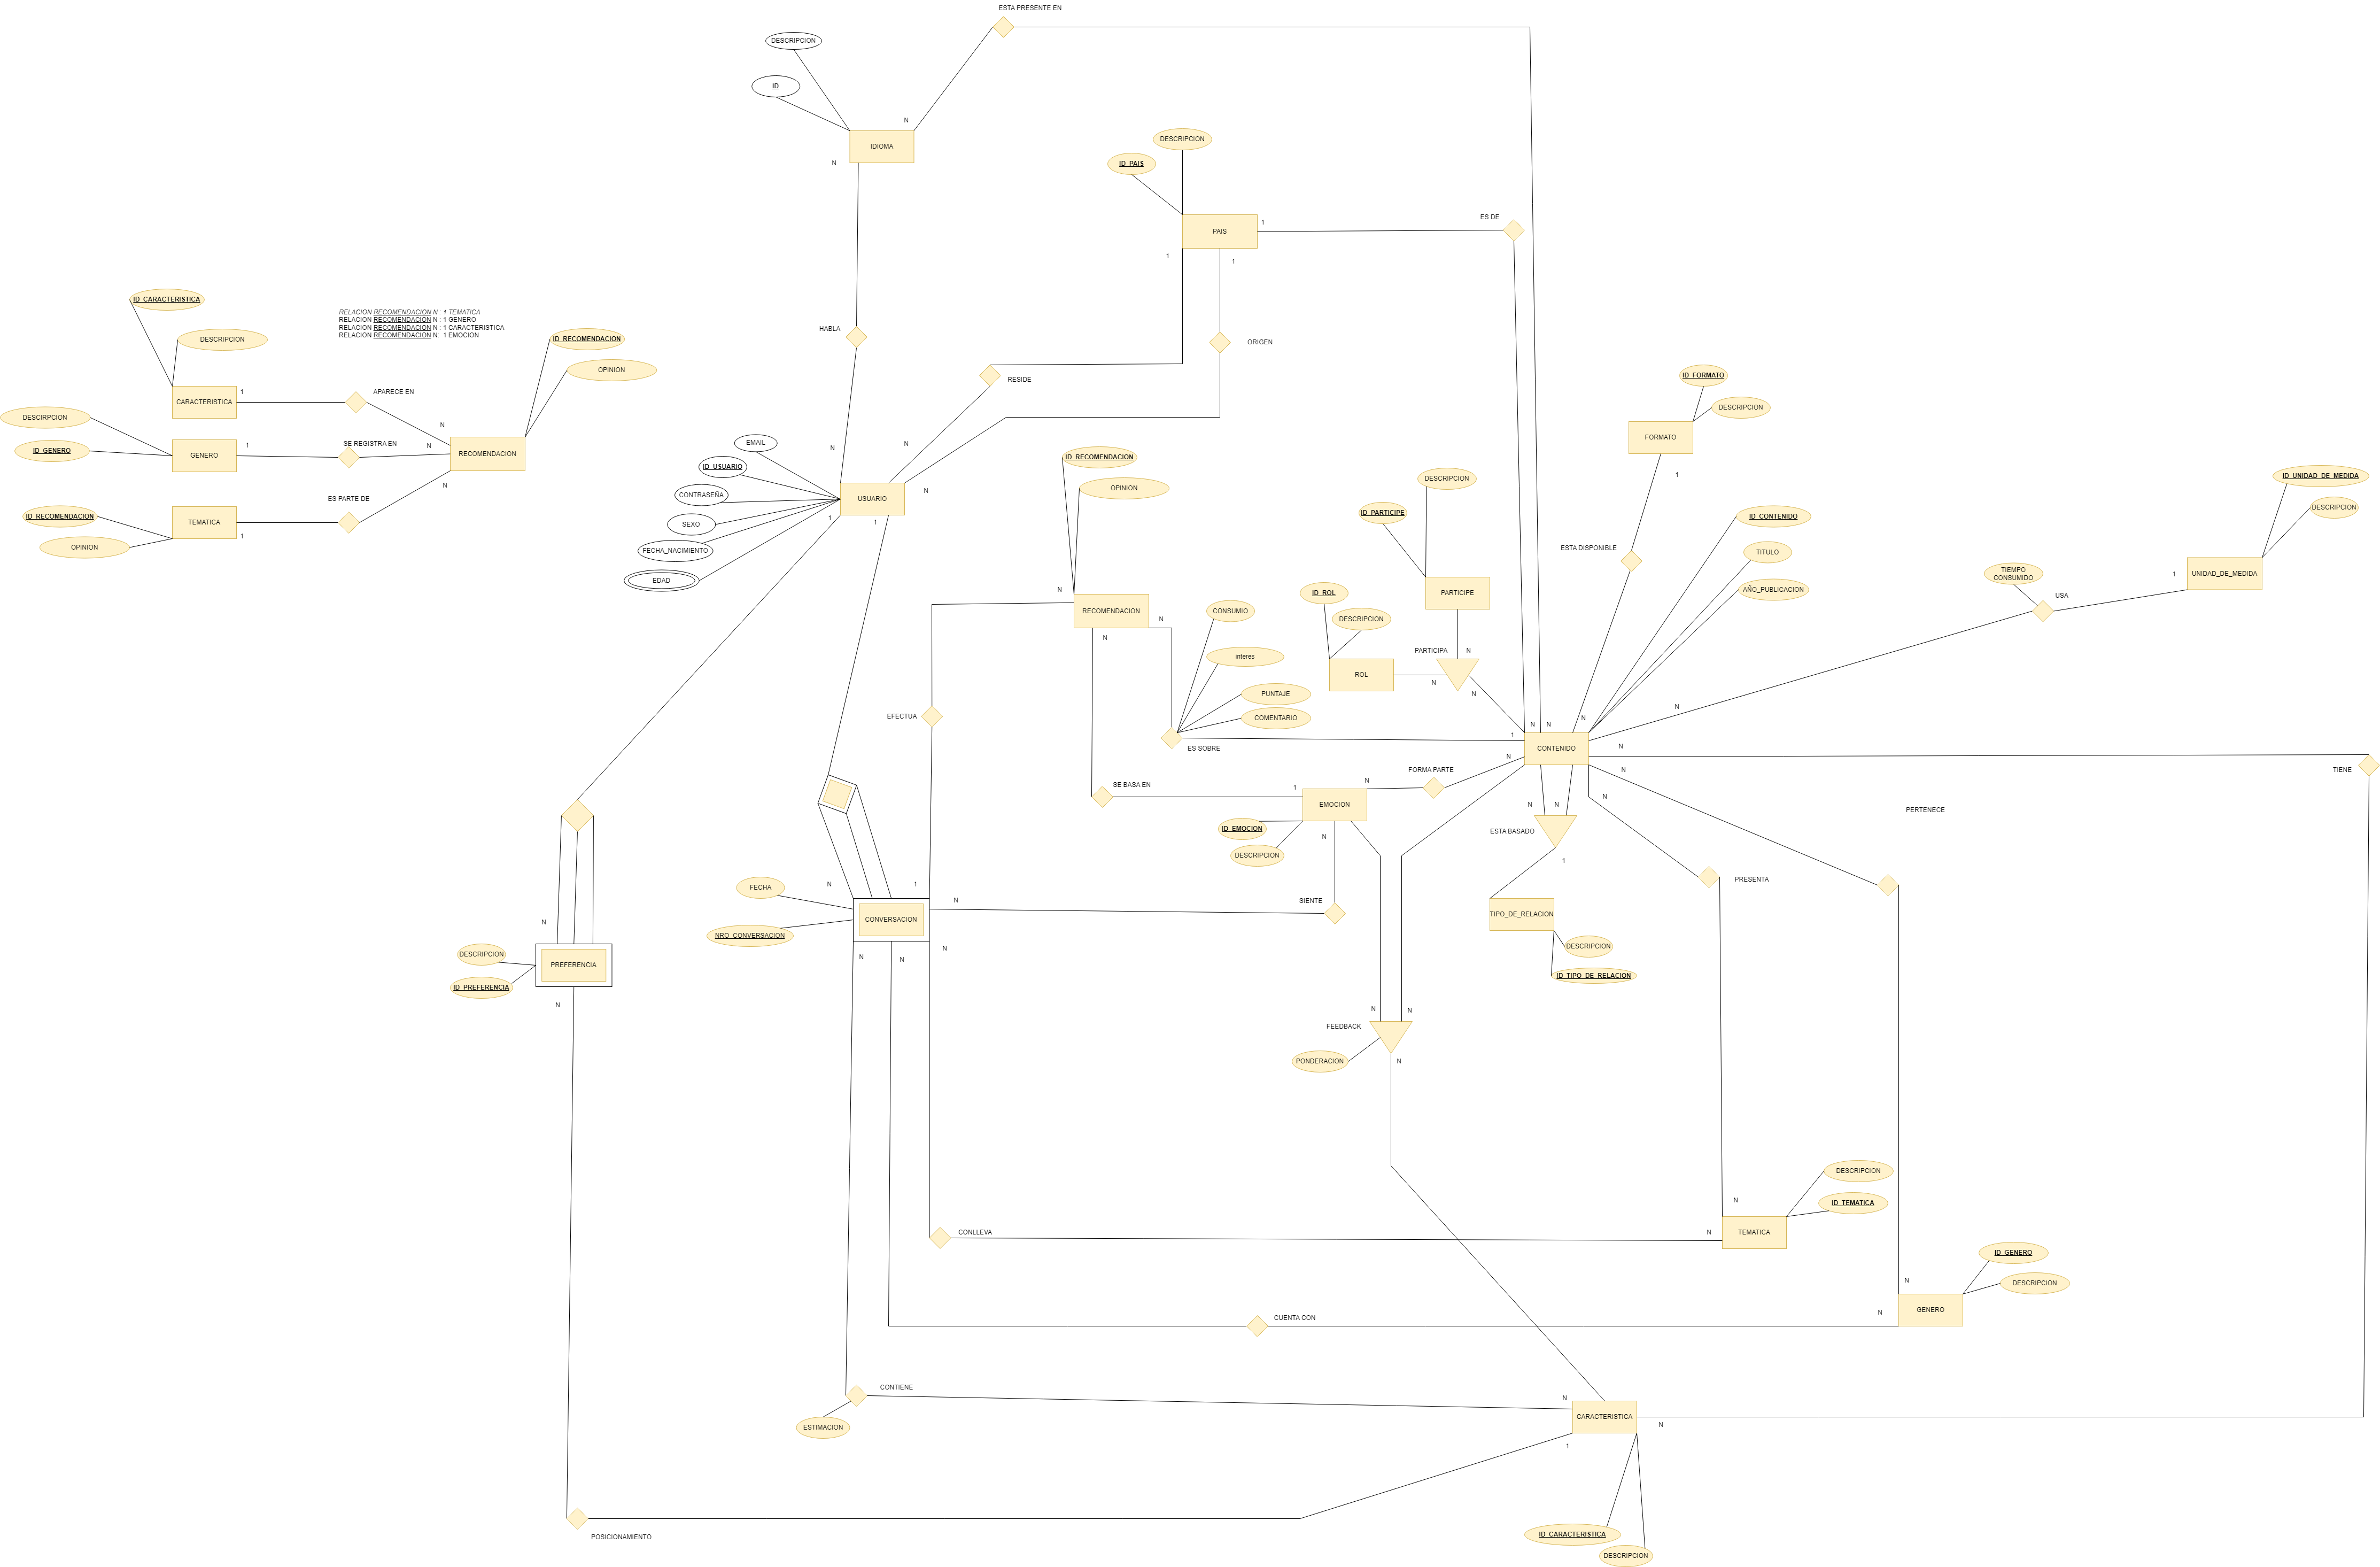 ESTA PRESENTE EN
DESCRIPCION
ID
N
IDIOMA
N
DESCRIPCION
ID_PAIS
PAIS
1
ES DE
1
1
ID_CARACTERISTICA
DESCRIPCION
RELACION RECOMENDACION N : 1 TEMATICA
RELACION RECOMENDACION N : 1 GENERO
RELACION RECOMENDACION N : 1 CARACTERISTICA
RELACION RECOMENDACION N: 1 EMOCION
ID_RECOMENDACION
OPINION
CARACTERISTICA
1
APARECE EN
N
DESCIRPCION
ID_GENERO
GENERO
1
SE REGISTRA EN
N
RECOMENDACION
N
ES PARTE DE
ID_RECOMENDACION
OPINION
TEMATICA
1
HABLA
ORIGEN
RESIDE
N
N
N
EMAIL
ID_USUARIO
CONTRASEÑA
SEXO
FECHA_NACIMIENTO
EDAD
USUARIO
1
1
ID_RECOMENDACION
OPINION
N
RECOMENDACION
N
N
DESCRIPCION
ID_PARTICIPE
PARTICIPE
ID_ROL
DESCRIPCION
ROL
PARTICIPA
N
N
N
ID_FORMATO
DESCRIPCION
FORMATO
1
ESTA DISPONIBLE
ID_CONTENIDO
TITULO
AÑO_PUBLICACION
ID_UNIDAD_DE_MEDIDA
DESCRIPCION
UNIDAD_DE_MEDIDA
1
TIEMPO
CONSUMIDO
USA
CONSUMIO
interes
PUNTAJE
COMENTARIO
ES SOBRE
EFECTUA
1
N
N
N
N
CONTENIDO
N
N
N
N
N
TIENE
PERTENECE
SE BASA EN
1
EMOCION
N
FORMA PARTE
ID_EMOCION
DESCRIPCION
N
N
N
ESTA BASADO
1
PRESENTA
TIPO_DE_RELACION
DESCRIPCION
ID_TIPO_DE_RELACION
SIENTE
N
FECHA
NRO_CONVERSACION
N
1
CONVERSACION
N
N
N
N
DESCRIPCION
ID_PREFERENCIA
PREFERENCIA
N
N
N
FEEDBACK
N
PONDERACION
DESCRIPCION
ID_TEMATICA
N
TEMATICA
N
CONLLEVA
ID_GENERO
DESCRIPCION
N
GENERO
N
CUENTA CON
CONTIENE
ESTIMACION
N
CARACTERISTICA
N
1
ID_CARACTERISTICA
DESCRIPCION
POSICIONAMIENTO